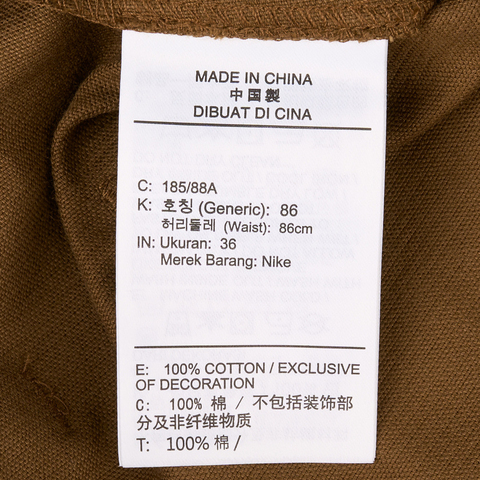 MADE IN CHINA
中国製
DIBUAT DI CINA
C: 185/88A
K: 호칭 (Generic): 86
허리둘레 (Waist): 86cm
IN: Ukuran: 36
Merek Barang: Nike
E: 100% COTTON / EXCLUSIVE
OF DECORATION
C: 100% 棉 / 不包括装饰部
分及非纤维物质
T: 100% 棉 /